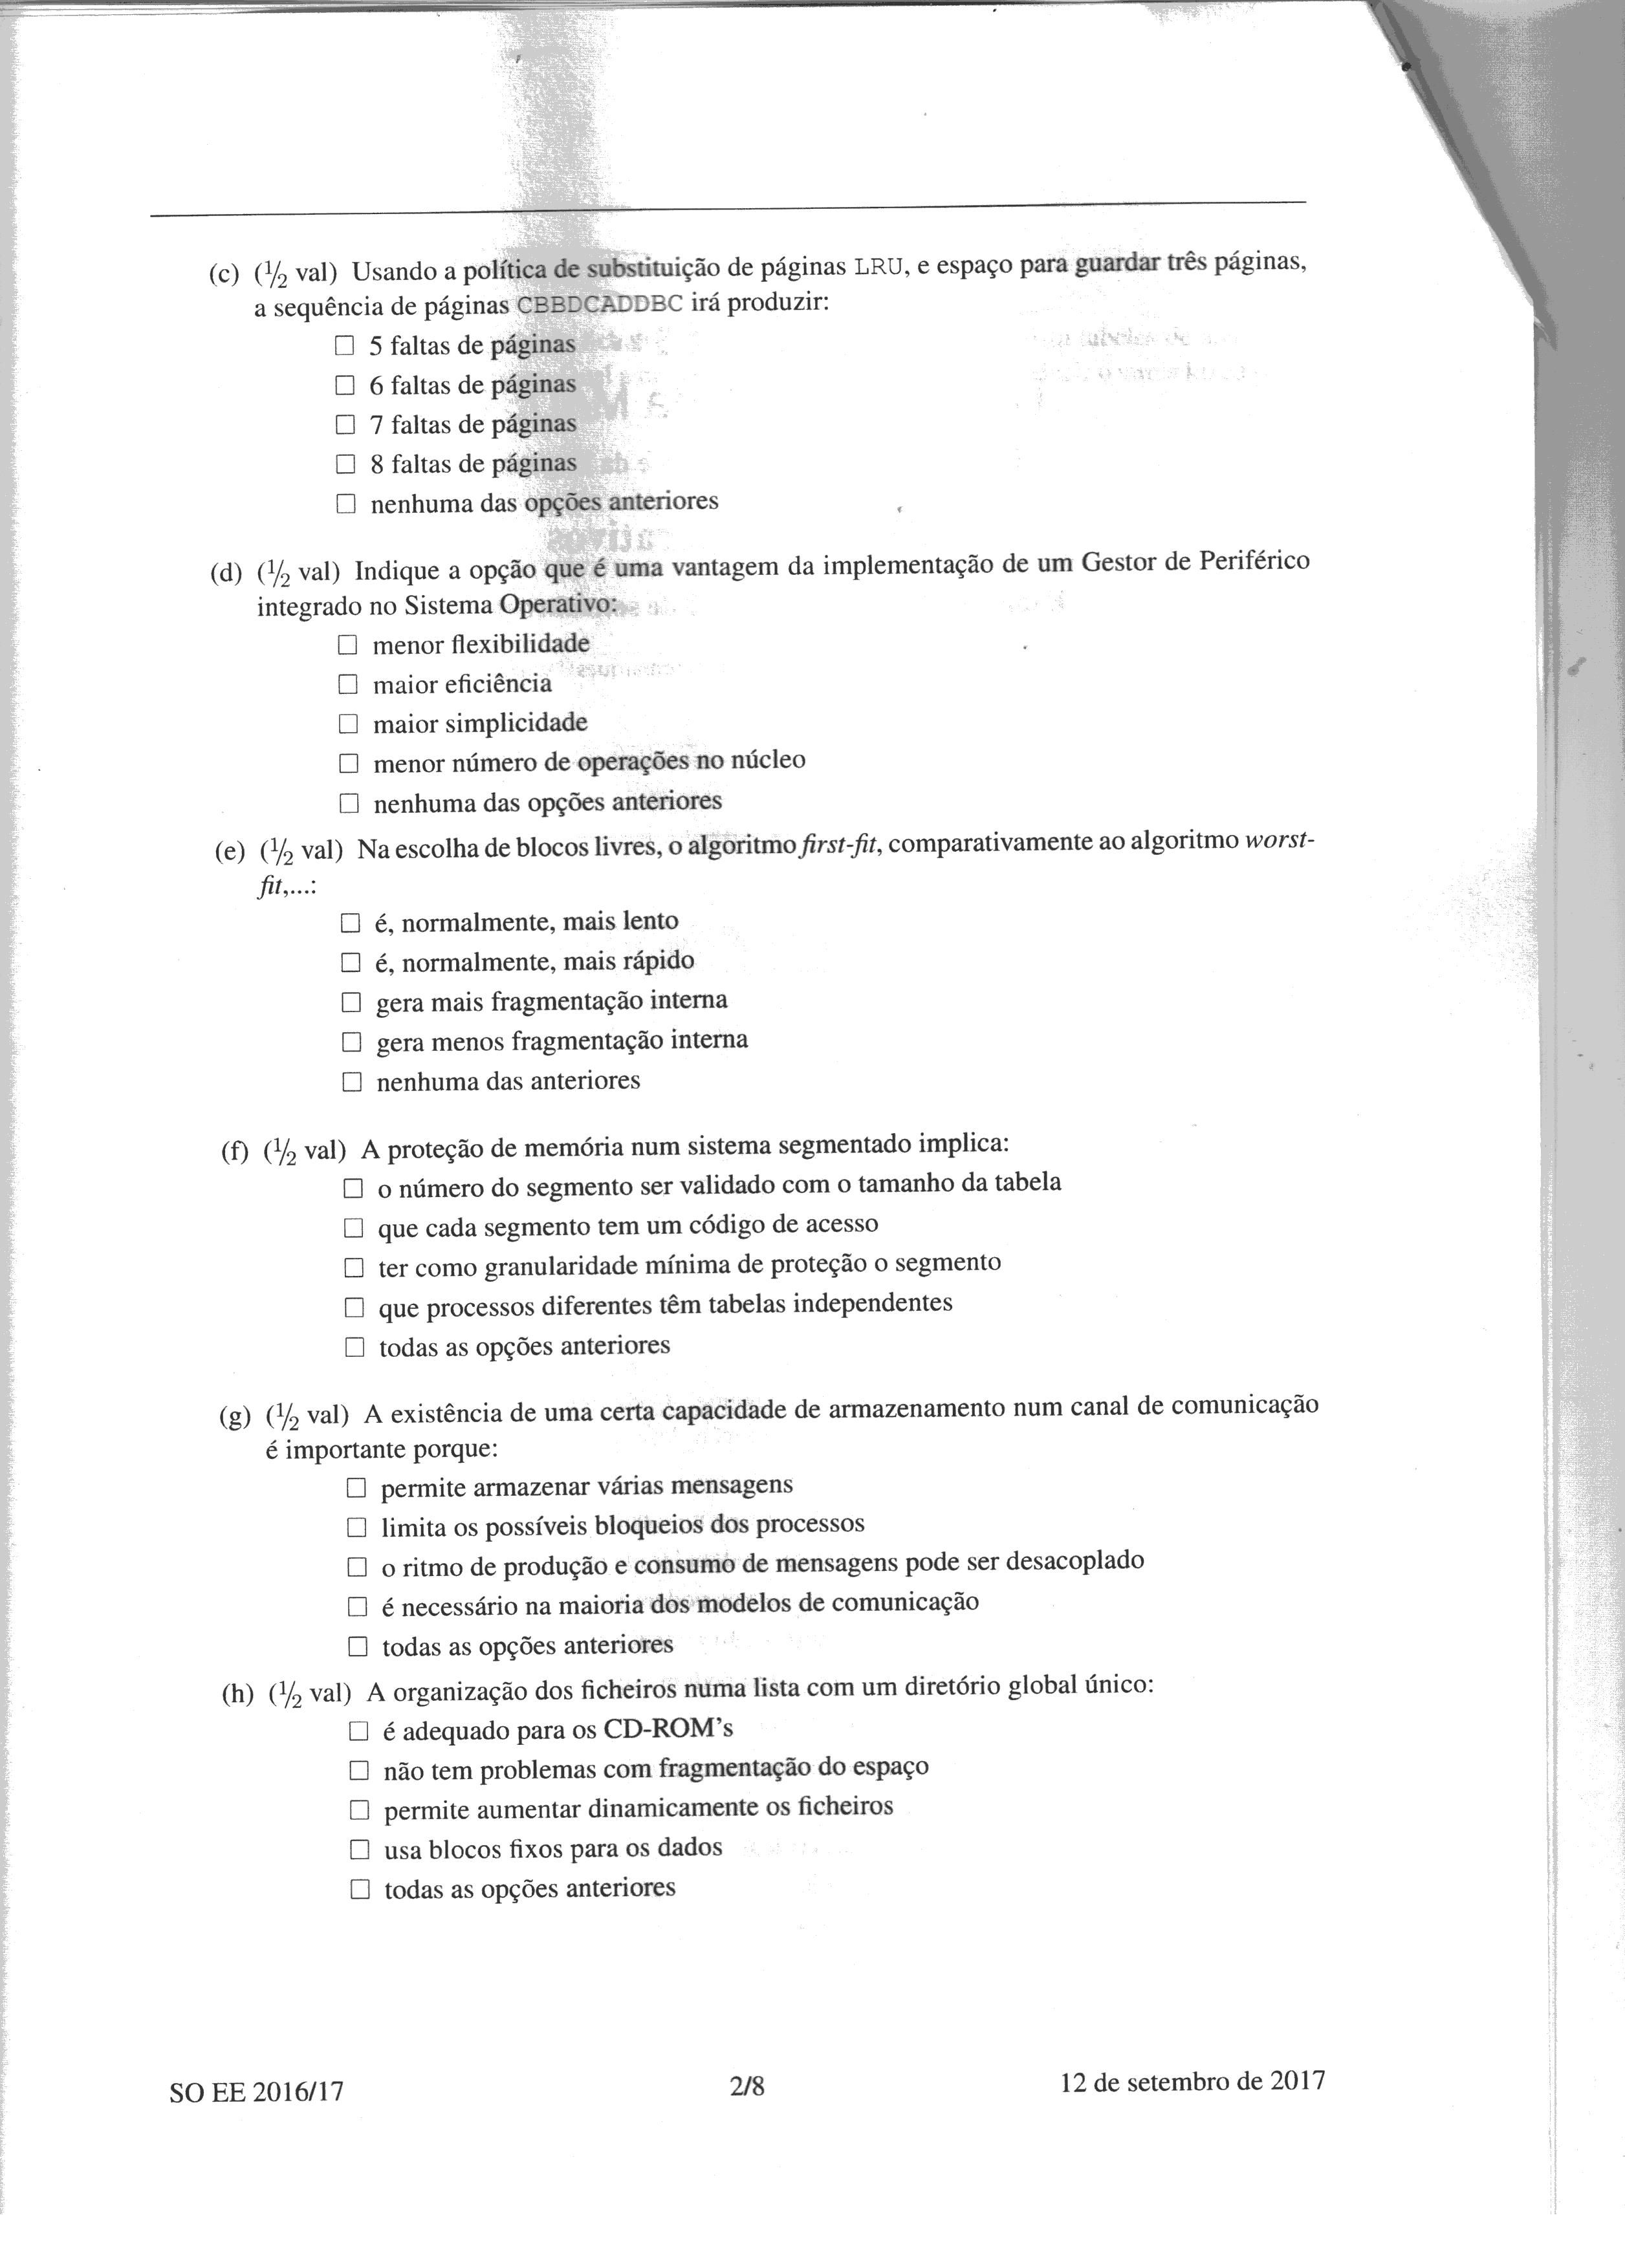 (c) (1/2 val) Usando a política de substituição de páginas LRU, e espaço para guardar três páginas,
a sequência de páginas CBBDCADDBC irá produzir:
☐ 5 faltas de páginas
☐ 6 faltas de páginas
☐ 7 faltas de páginas
☐ 8 faltas de páginas
☐ nenhuma das opções anteriores
(d) (1/2 val) Indique a opção que é uma vantagem da implementação de um Gestor de Periférico
integrado no Sistema Operativo:
☐ menor flexibilidade
☐ maior eficiência
☐ maior simplicidade
☐ menor número de operações no núcleo
☐ nenhuma das opções anteriores
(e) (1/2 val) Na escolha de blocos livres, o algoritmo first-fit, comparativamente ao algoritmo worst-
fit,...:
☐ é, normalmente, mais lento
☐ é, normalmente, mais rápido
☐ gera mais fragmentação interna
☐ gera menos fragmentação interna
☐ nenhuma das anteriores
(f) (1/2 val) A proteção de memória num sistema segmentado implica:
☐ o número do segmento ser validado com o tamanho da tabela
☐ que cada segmento tem um código de acesso
☐ ter como granularidade mínima de proteção o segmento
☐ que processos diferentes têm tabelas independentes
☐ todas as opções anteriores
(g) (1/2 val) A existência de uma certa capacidade de armazenamento num canal de comunicação
é importante porque:
☐ permite armazenar várias mensagens
☐ limita os possíveis bloqueios dos processos
☐ o ritmo de produção e consumo de mensagens pode ser desacoplado
☐ é necessário na maioria dos modelos de comunicação
☐ todas as opções anteriores
(h) (1/2 val) A organização dos ficheiros numa lista com um diretório global único:
☐ é adequado para os CD-ROM's
☐ não tem problemas com fragmentação do espaço
☐ permite aumentar dinamicamente os ficheiros
☐ usa blocos fixos para os dados
☐ todas as opções anteriores
SO EE 2016/17 2/8 12 de setembro de 2017